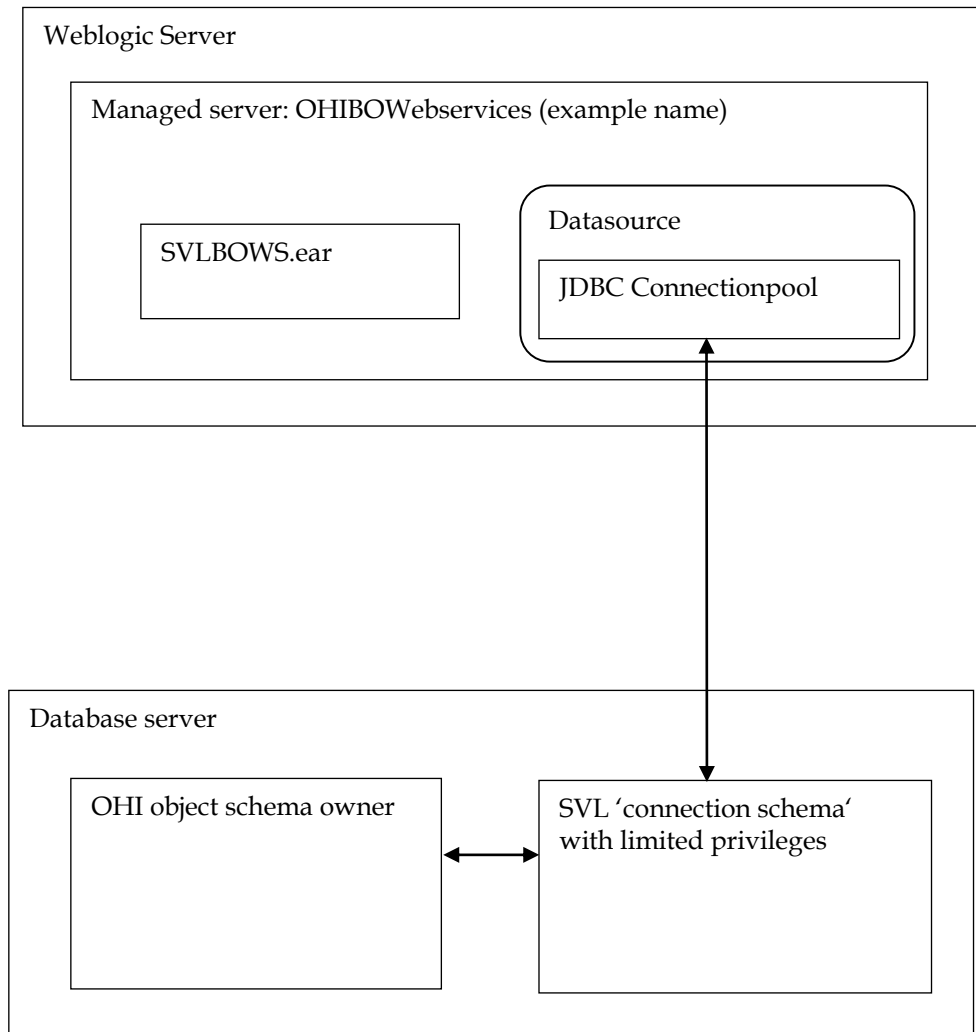 Weblogic Server
Managed server: OHIBOWebservices (example name)
SVLBOWS.ear
Datasource
JDBC Connectionpool
Database server
OHI object schema owner
SVL ‘connection schema‘
with limited privileges